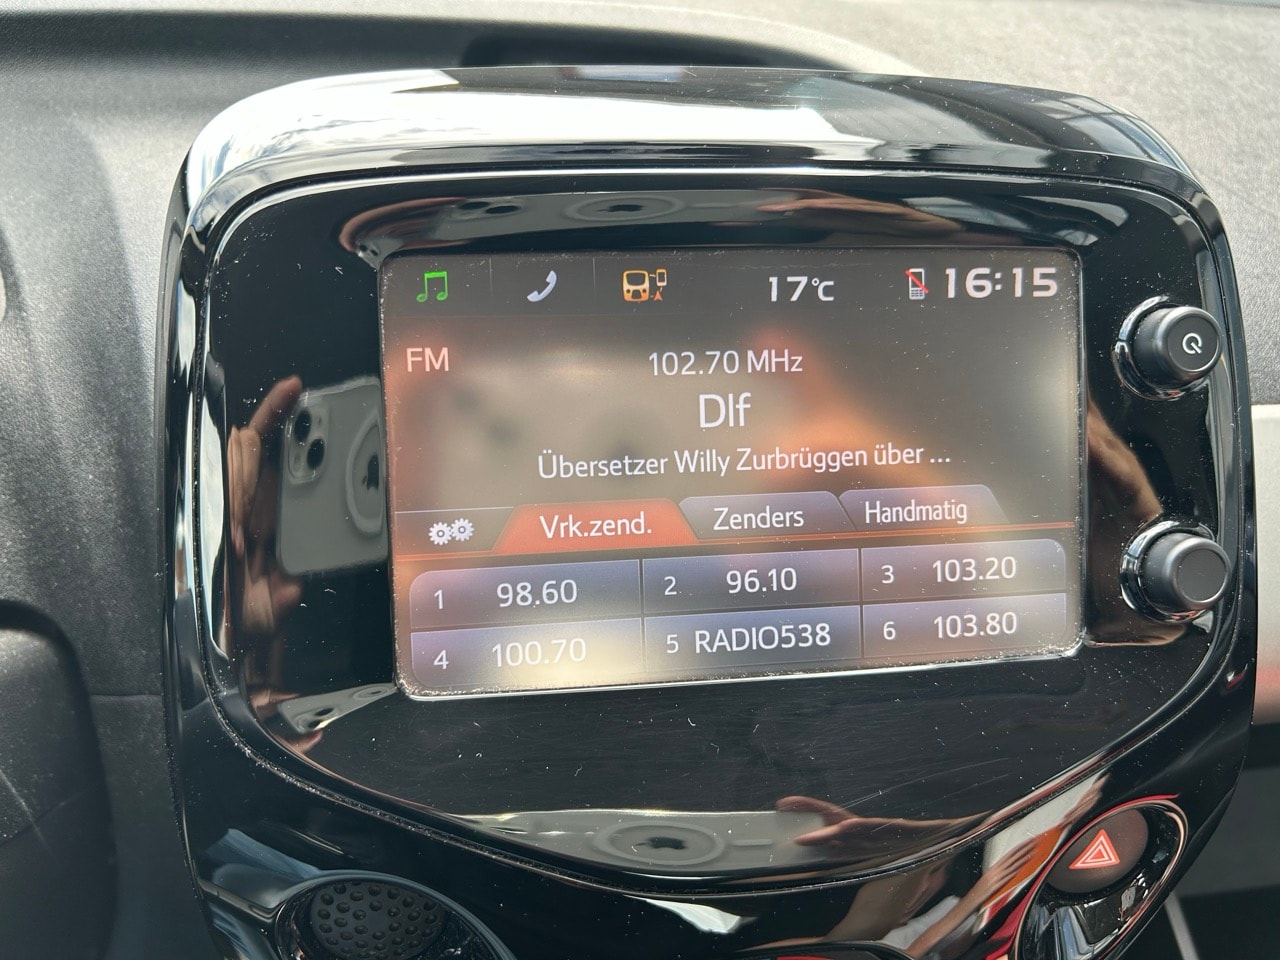 17°C 16:15
FM 102.70 MHz
Dlf
Übersetzer Willy Zurbrüggen über ...
Vrk.zend. Zenders Handmatig
1 98.60 2 96.10 3 103.20
4 100.70 5 RADIO538 6 103.80